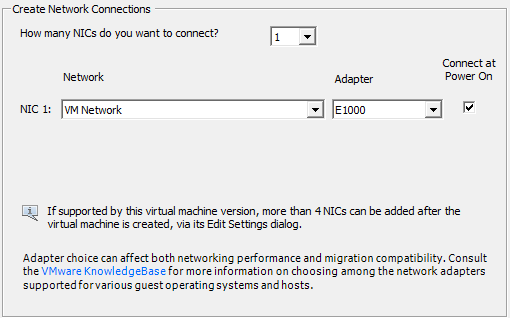 Create Network Connections
How many NICs do you want to connect? 1
Connect at
Network Adapter Power On
NIC 1: VM Network E1000
If supported by this virtual machine version, more than 4 NICs can be added after the
virtual machine is created, via its Edit Settings dialog.
Adapter choice can affect both networking performance and migration compatibility. Consult
the VMware KnowledgeBase for more information on choosing among the network adapters
supported for various guest operating systems and hosts.